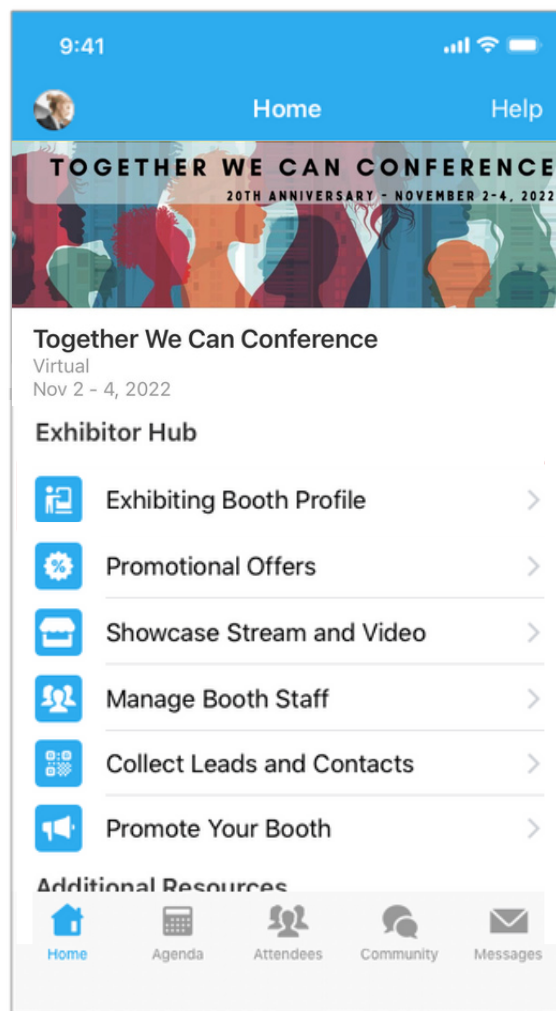 9:41
Home
Help
TOGETHER WE CAN CONFERENCE
20TH ANNIVERSARY - NOVEMBER 2-4, 2022
Together We Can Conference
Virtual
Nov 2 - 4, 2022
Exhibitor Hub
Exhibiting Booth Profile
%
Promotional Offers
Showcase Stream and Video
Manage Booth Staff
Collect Leads and Contacts
Promote Your Booth
Additional Resources
Home
Agenda
Attendees
Community
Messages